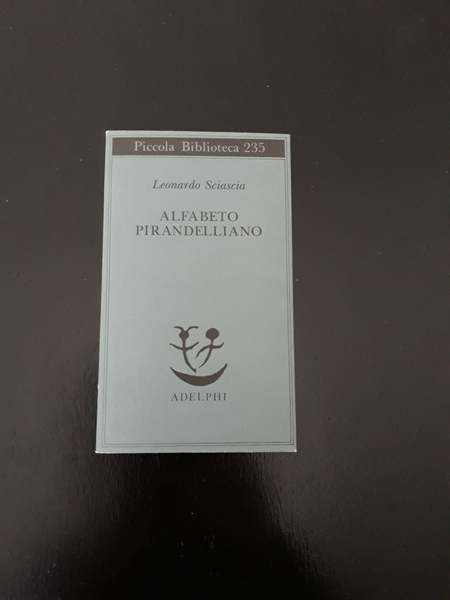 Piccola Biblioteca 235
Leonardo Sciascia
ALFABETO
PIRANDELLIANO
ADELPHI